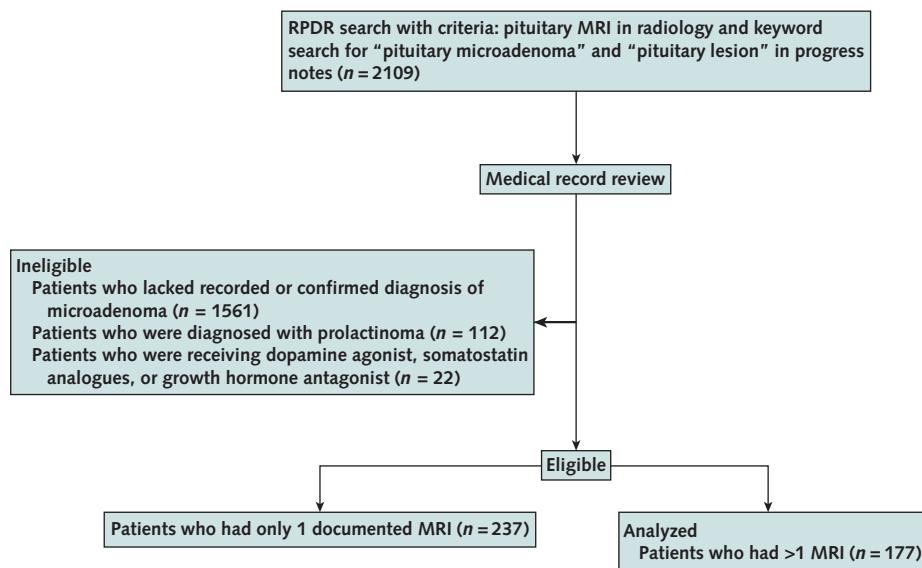 RPDR search with criteria: pituitary MRI in radiology and keyword
search for “pituitary microadenoma” and “pituitary lesion” in progress
notes (n = 2109)
Medical record review
Ineligible
Patients who lacked recorded or confirmed diagnosis of
microadenoma (n = 1561)
Patients who were diagnosed with prolactinoma (n = 112)
Patients who were receiving dopamine agonist, somatostatin
analogues, or growth hormone antagonist (n = 22)
Eligible
Patients who had only 1 documented MRI (n = 237)
Analyzed
Patients who had >1 MRI (n = 177)